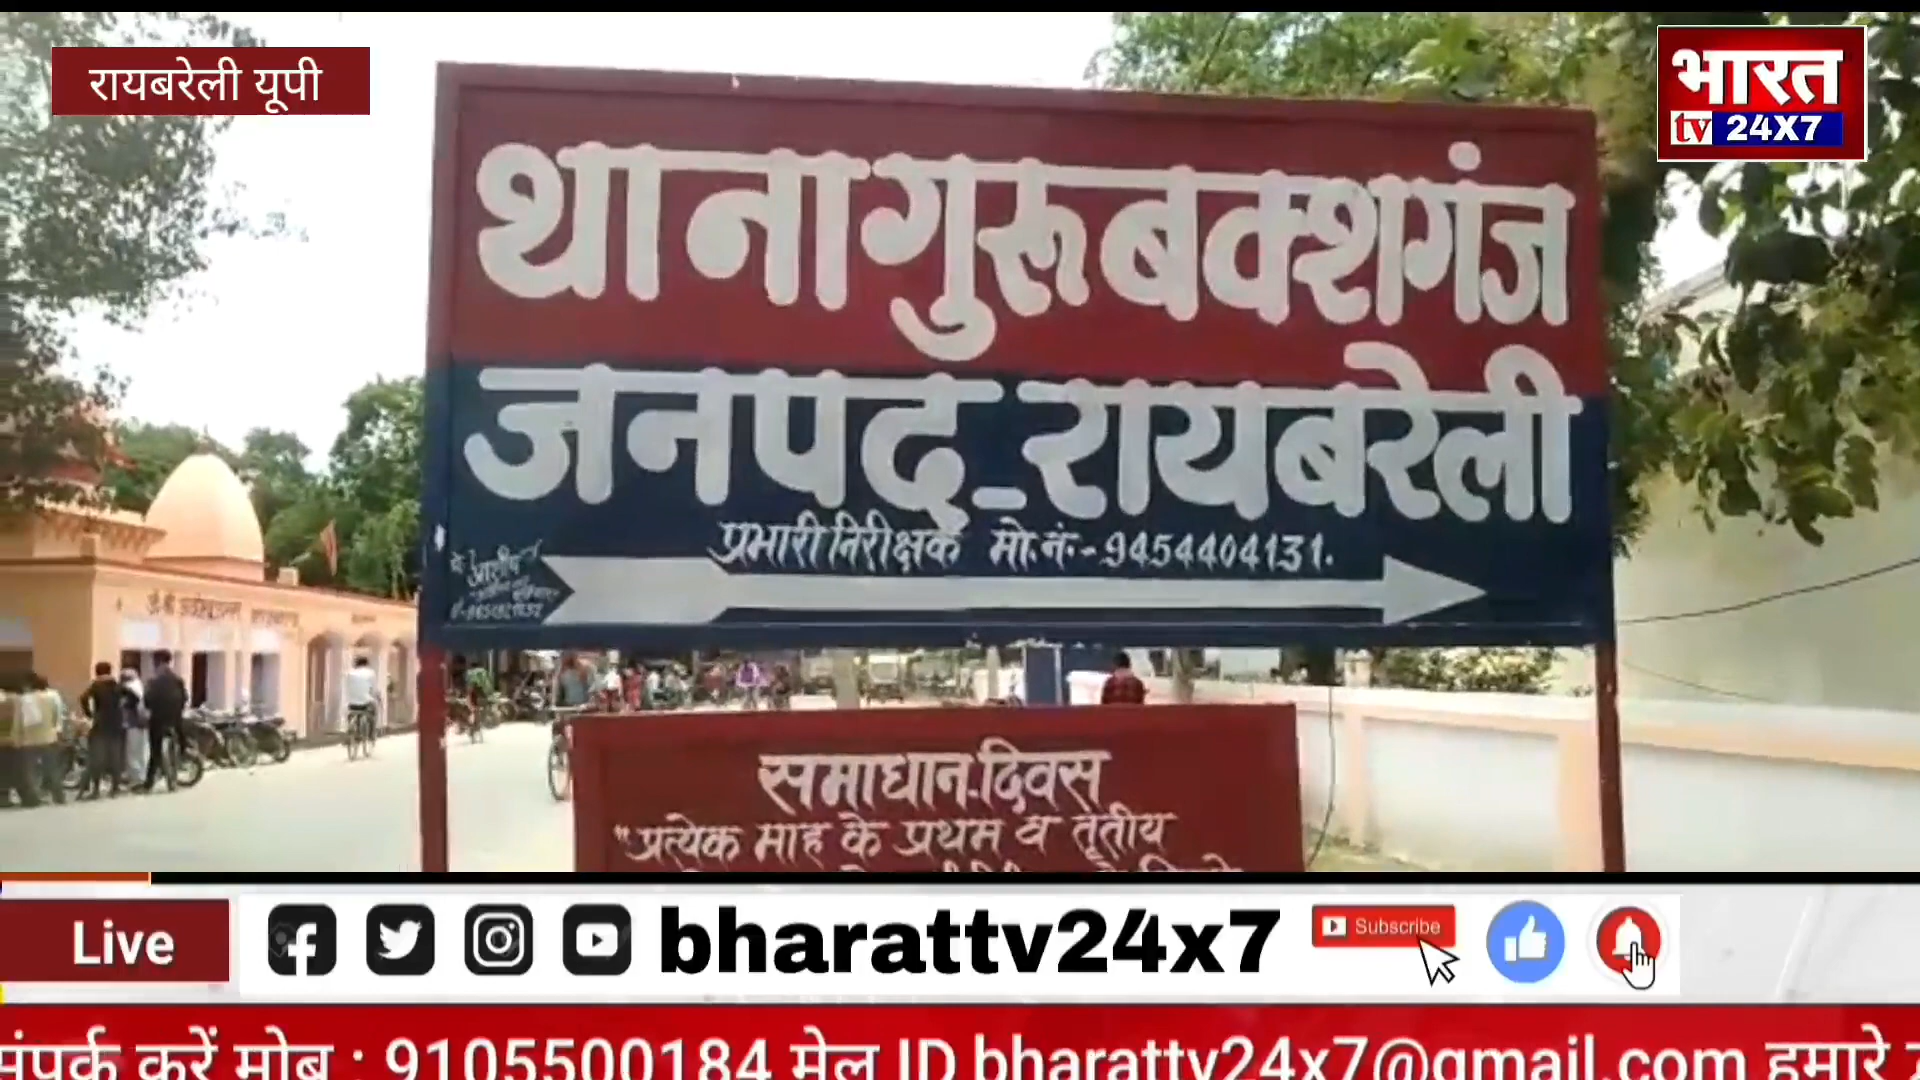 रायबरेली यूपी
भारत
tv 24X7
थाना गुरूबक्शगंज
जनपद-रायबरेली
प्रभारी निरीक्षक मो.नं.-9454404131.
समाधान-दिवस
"प्रत्येक माह के प्रथम व तृतीय
Live
bharattv24x7
Subscribe
संपर्क करें मोब : 9105500184 मेल ID bharattv24x7@gmail.com हमारे